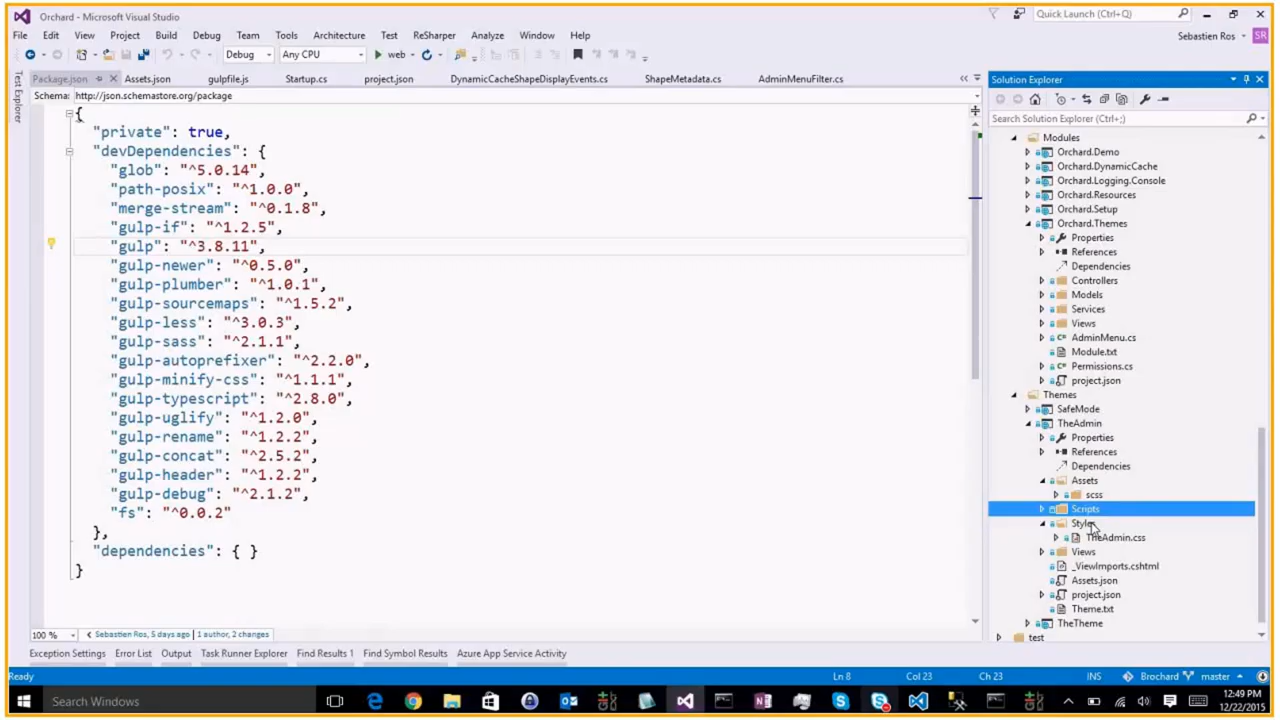 Orchard - Microsoft Visual Studio
Quick Launch (Ctrl+Q)
File Edit View Project Build Debug Team Tools Architecture Test ReSharper Analyze Window Help
Sebastien Ros SR
Debug Any CPU web
Package.json Assets.json gulpfile.js Startup.cs project.json DynamicCacheShapeDisplayEvents.cs ShapeMetadata.cs AdminMenuFilter.cs
Test Explorer
Schema: http://json.schemastore.org/package
{
"private": true,
"devDependencies": {
"glob": "^5.0.14",
"path-posix": "^1.0.0",
"merge-stream": "^0.1.8",
"gulp-if": "^1.2.5",
"gulp": "^3.8.11",
"gulp-newer": "^0.5.0",
"gulp-plumber": "^1.0.1",
"gulp-sourcemaps": "^1.5.2",
"gulp-less": "^3.0.3",
"gulp-sass": "^2.1.1",
"gulp-autoprefixer": "^2.2.0",
"gulp-minify-css": "^1.1.1",
"gulp-typescript": "^2.8.0",
"gulp-uglify": "^1.2.0",
"gulp-rename": "^1.2.2",
"gulp-concat": "^2.5.2",
"gulp-header": "^1.2.2",
"gulp-debug": "^2.1.2",
"fs": "^0.0.2"
},
"dependencies": { }
}
100 % Sebastien Ros, 5 days ago | 1 author, 2 changes
Solution Explorer
Search Solution Explorer (Ctrl+;)
Modules
Orchard.Demo
Orchard.DynamicCache
Orchard.Logging.Console
Orchard.Resources
Orchard.Setup
Orchard.Themes
Properties
References
Dependencies
Controllers
Models
Services
Views
C# AdminMenu.cs
Module.txt
C# Permissions.cs
project.json
Themes
SafeMode
TheAdmin
Properties
References
Dependencies
Assets
scss
Scripts
Styles
TheAdmin.css
Views
_ViewImports.cshtml
Assets.json
project.json
Theme.txt
TheTheme
test
Exception Settings Error List Output Task Runner Explorer Find Results 1 Find Symbol Results Azure App Service Activity
Ready Ln 8 Col 23 Ch 23 INS Brochard master
Search Windows
12:49 PM
12/22/2015